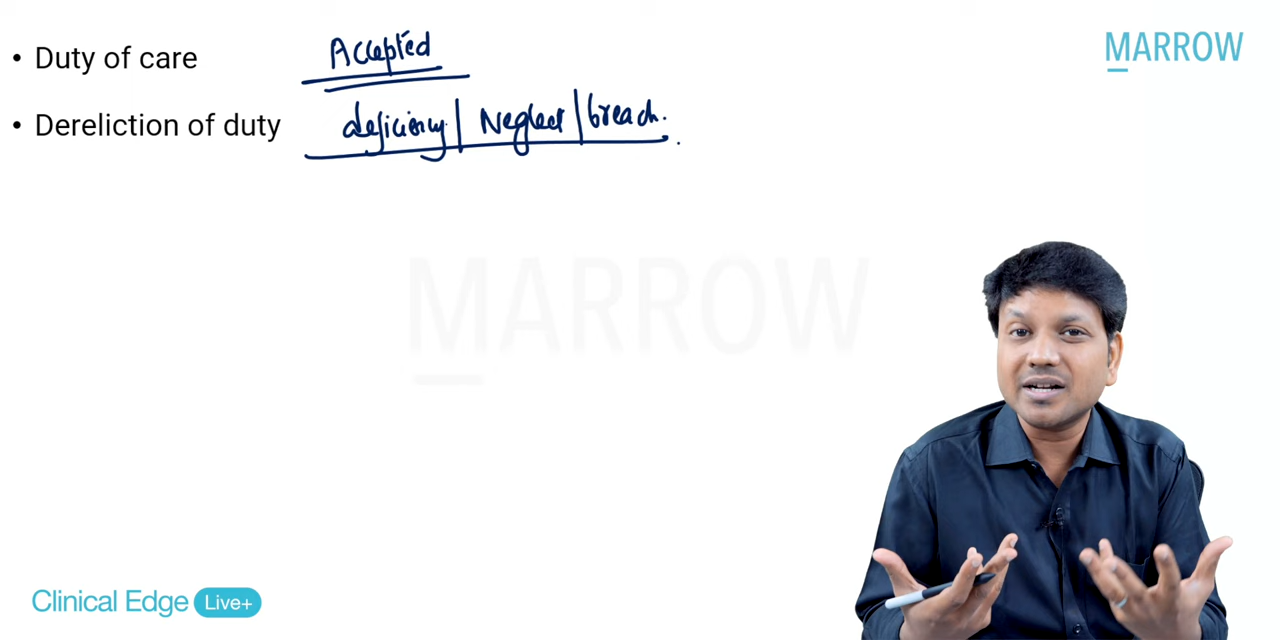 • Duty of care Accepted
MARROW
• Dereliction of duty deficiency | Neglect | breach.
MARROW
Clinical Edge Live+